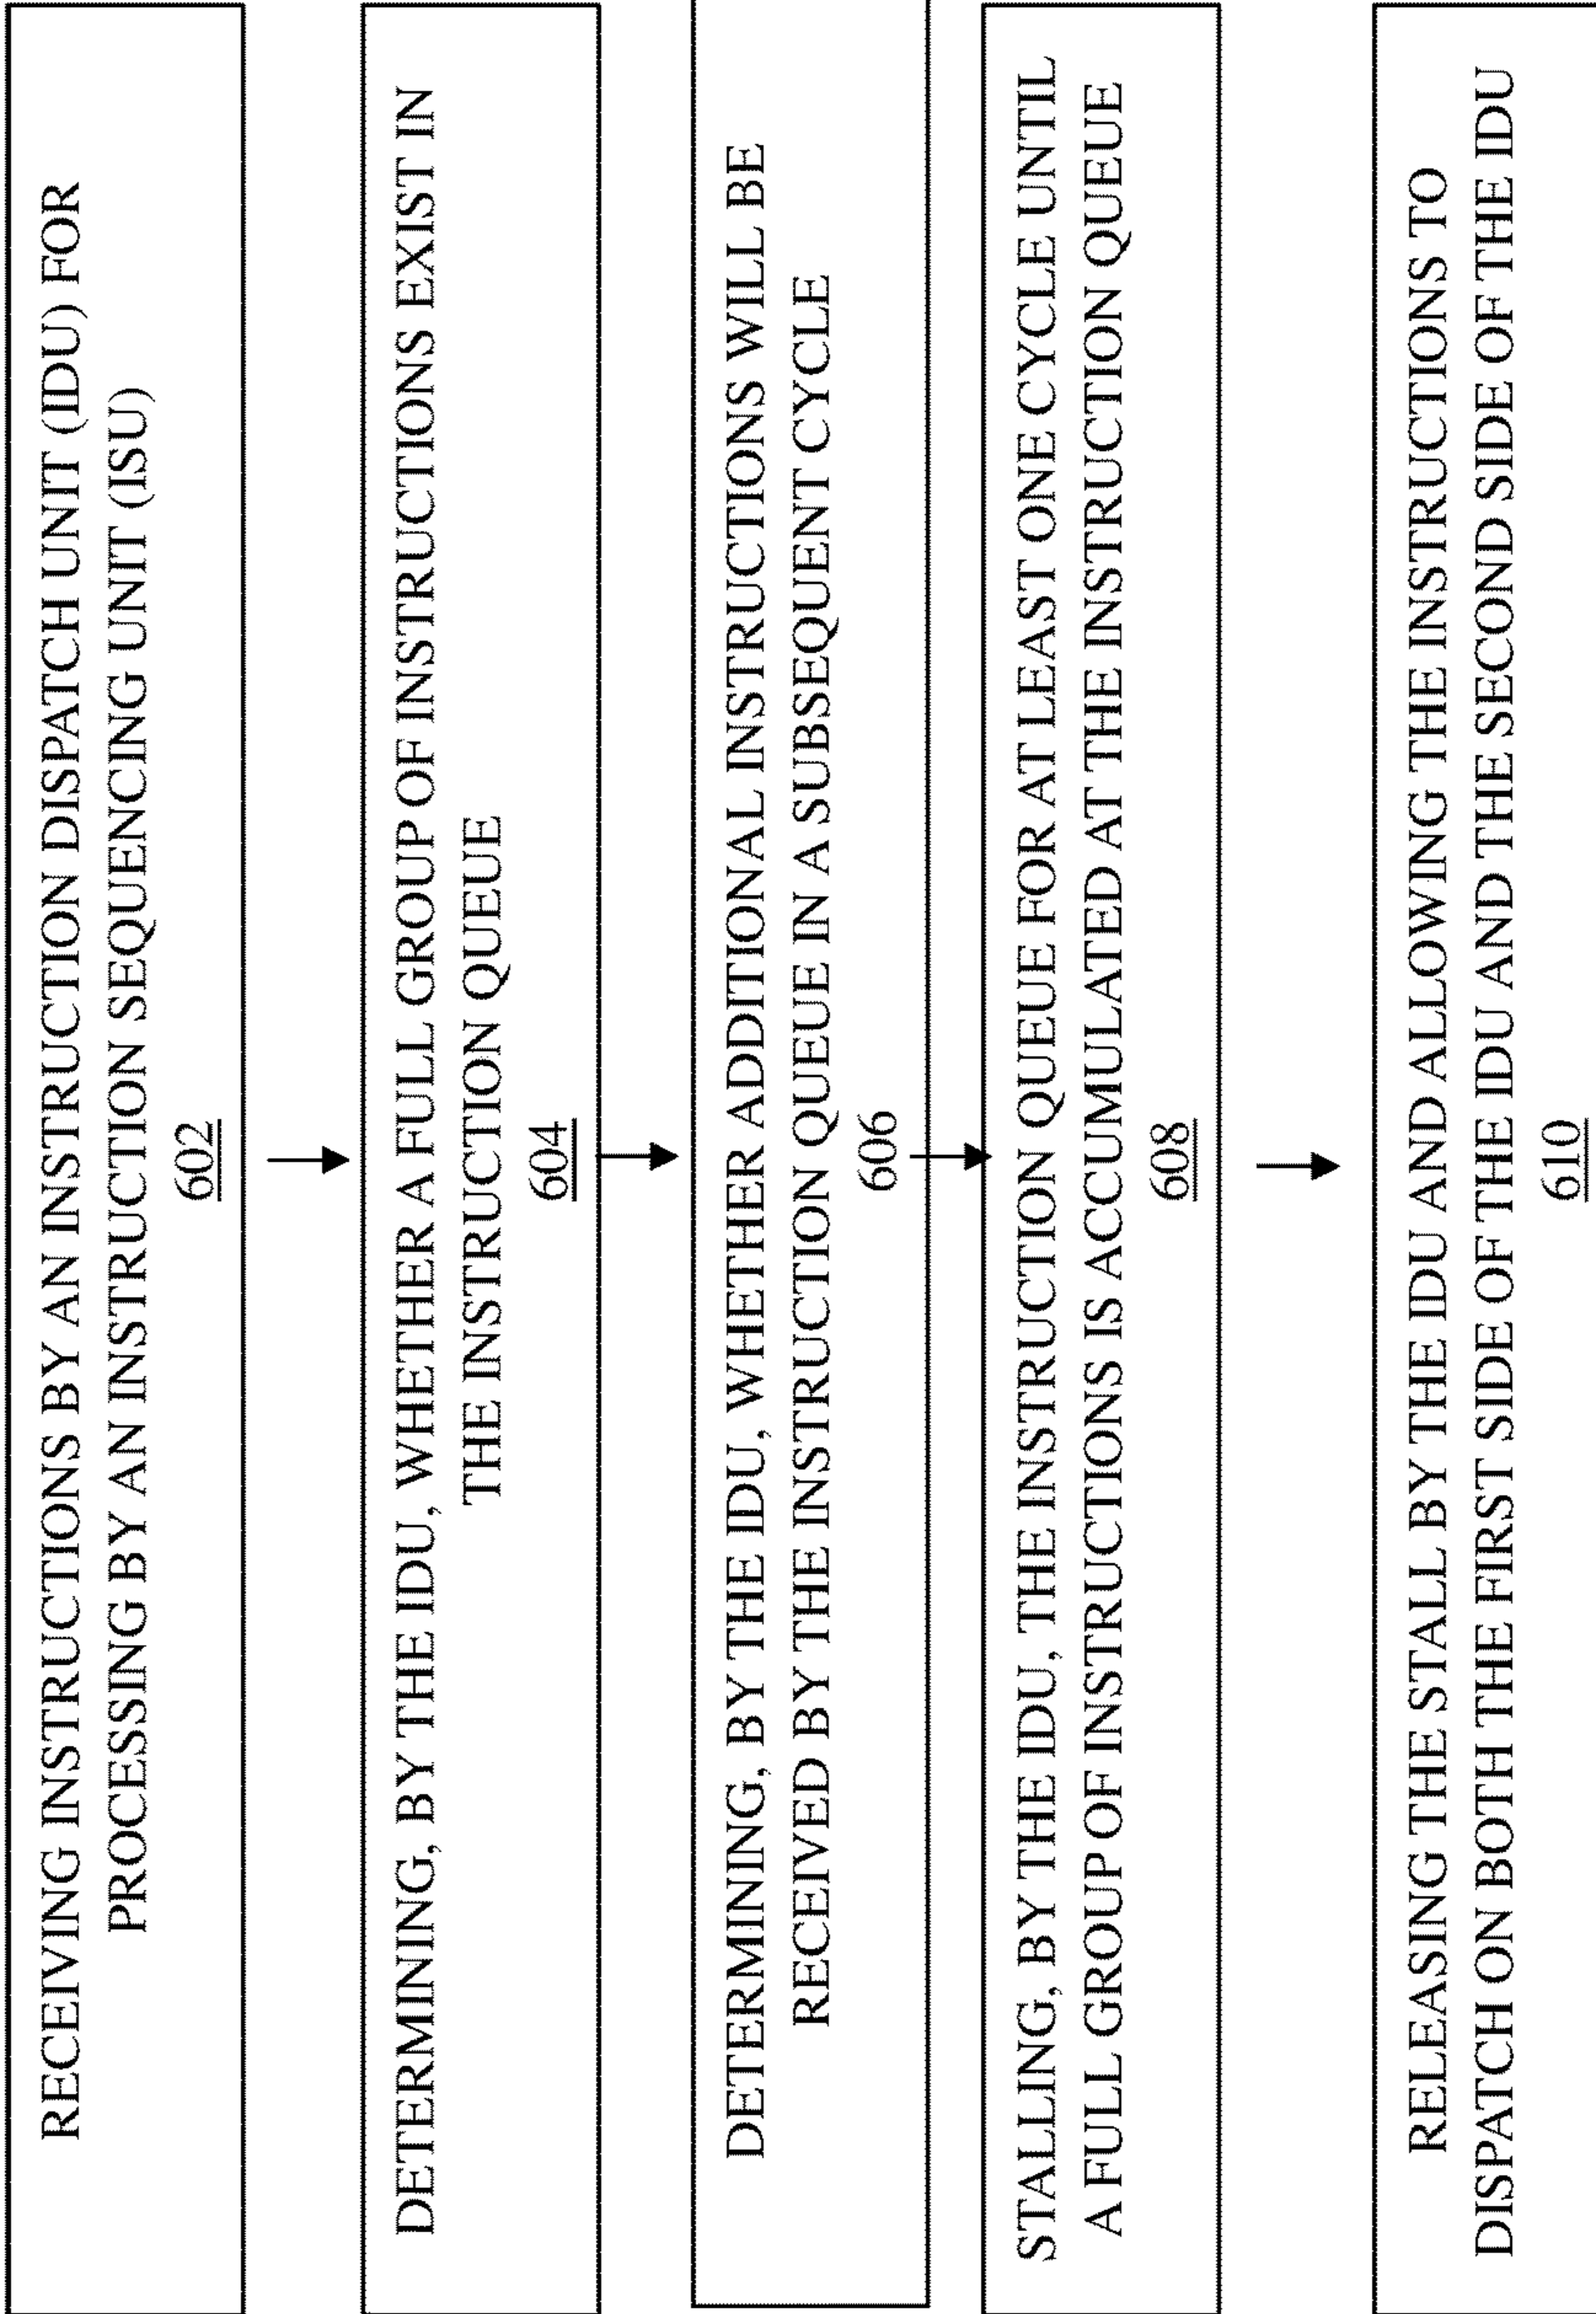 RECEIVING INSTRUCTIONS BY AN INSTRUCTION DISPATCH UNIT (IDU) FOR
PROCESSING BY AN INSTRUCTION SEQUENCING UNIT (ISU)
602
DETERMINING, BY THE IDU, WHETHER A FULL GROUP OF INSTRUCTIONS EXIST IN
THE INSTRUCTION QUEUE
604
DETERMINING, BY THE IDU, WHETHER ADDITIONAL INSTRUCTIONS WILL BE
RECEIVED BY THE INSTRUCTION QUEUE IN A SUBSEQUENT CYCLE
606
STALLING, BY THE IDU, THE INSTRUCTION QUEUE FOR AT LEAST ONE CYCLE UNTIL
A FULL GROUP OF INSTRUCTIONS IS ACCUMULATED AT THE INSTRUCTION QUEUE
608
RELEASING THE STALL BY THE IDU AND ALLOWING THE INSTRUCTIONS TO
DISPATCH ON BOTH THE FIRST SIDE OF THE IDU AND THE SECOND SIDE OF THE IDU
610